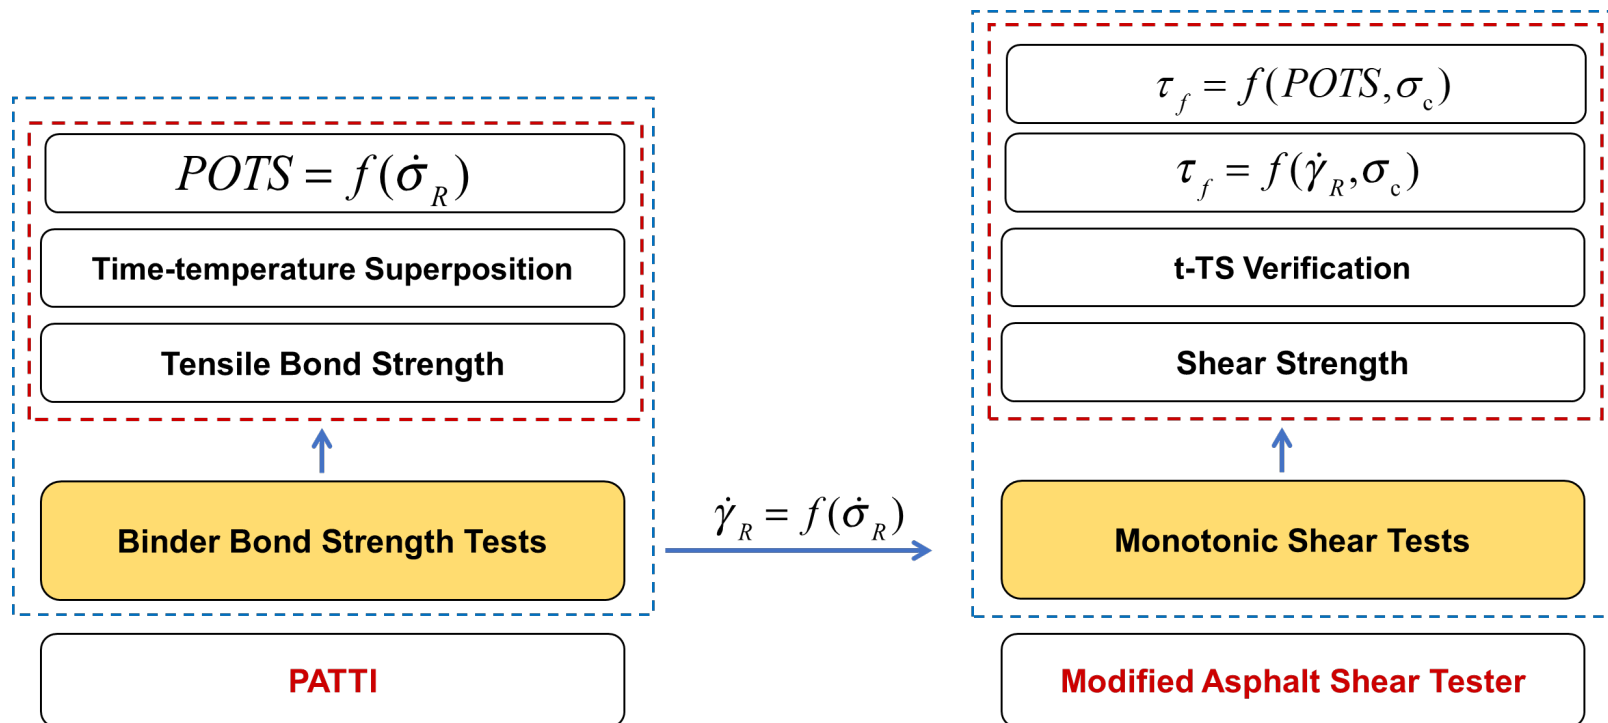 POTS = f(σ̇_R)
Time-temperature Superposition
Tensile Bond Strength
Binder Bond Strength Tests
PATTI
γ̇_R = f(σ̇_R)
τ_f = f(POTS,σ_c)
τ_f = f(γ̇_R,σ_c)
t-TS Verification
Shear Strength
Monotonic Shear Tests
Modified Asphalt Shear Tester